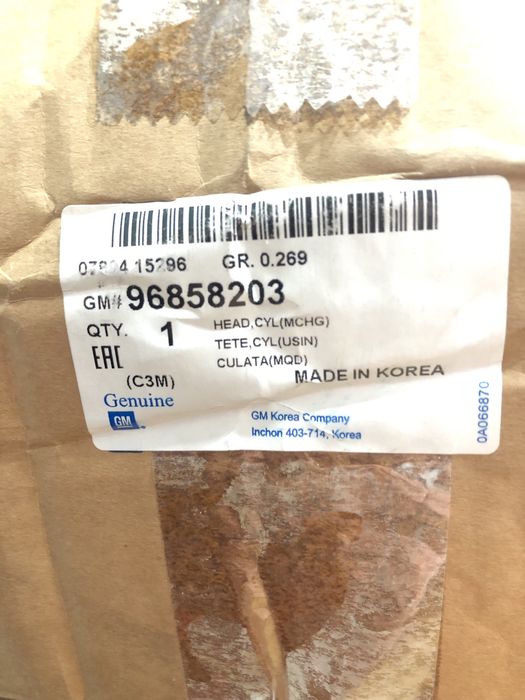 15296 GR. 0.269
GM# 96858203
QTY. 1
HEAD,CYL(MCHG)
TETE,CYL(USIN)
CULATA(MQD)
EAC
(C3M)
MADE IN KOREA
Genuine
GM
GM Korea Company
Inchon 403-714, Korea
0A066870